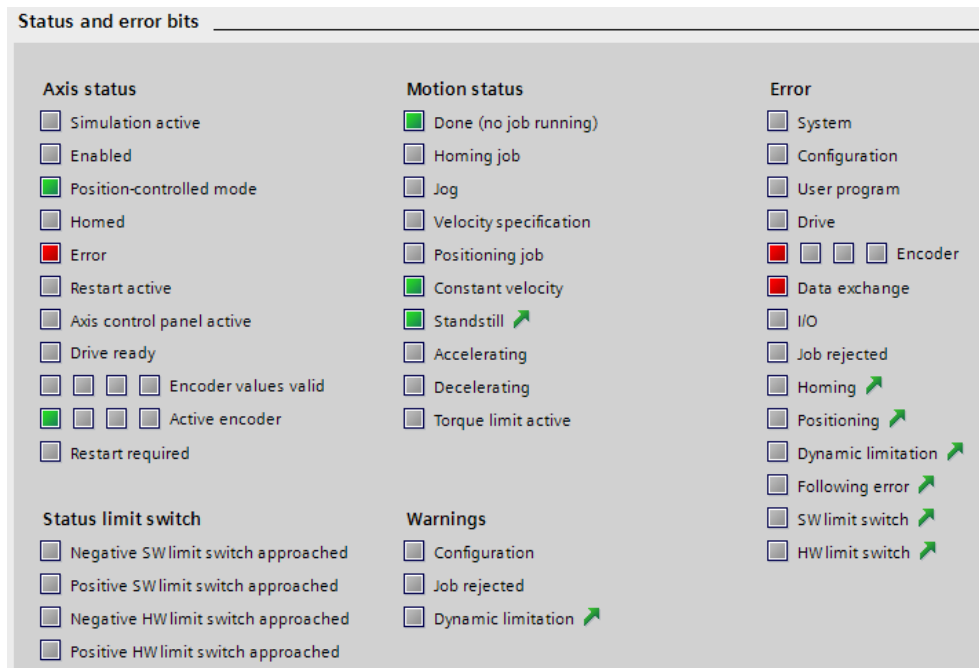 Status and error bits
Axis status
Simulation active
Enabled
Position-controlled mode
Homed
Error
Restart active
Axis control panel active
Drive ready
Encoder values valid
Active encoder
Restart required
Motion status
Done (no job running)
Homing job
Jog
Velocity specification
Positioning job
Constant velocity
Standstill
Accelerating
Decelerating
Torque limit active
Error
System
Configuration
User program
Drive
Encoder
Data exchange
I/O
Job rejected
Homing
Positioning
Dynamic limitation
Following error
SW limit switch
HW limit switch
Status limit switch
Negative SW limit switch approached
Positive SW limit switch approached
Negative HW limit switch approached
Positive HW limit switch approached
Warnings
Configuration
Job rejected
Dynamic limitation